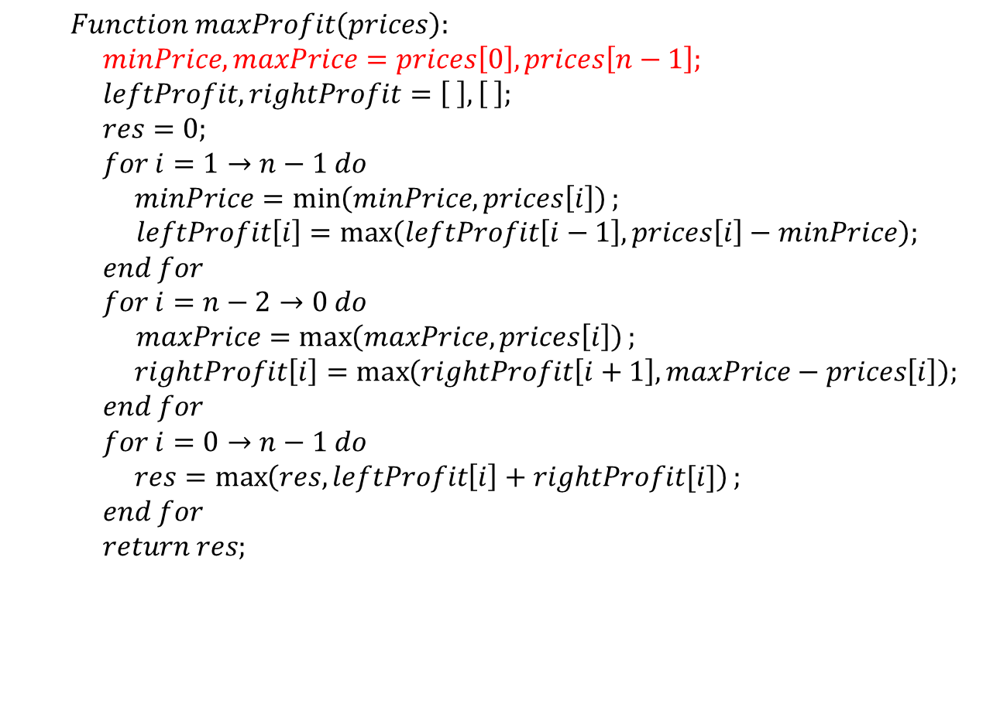 Function maxProfit(prices):
minPrice, maxPrice = prices[0], prices[n − 1];
leftProfit, rightProfit = [ ], [ ];
res = 0;
for i = 1 → n − 1 do
minPrice = min(minPrice, prices[i]) ;
leftProfit[i] = max(leftProfit[i − 1], prices[i] − minPrice);
end for
for i = n − 2 → 0 do
maxPrice = max(maxPrice, prices[i]) ;
rightProfit[i] = max(rightProfit[i + 1], maxPrice − prices[i]);
end for
for i = 0 → n − 1 do
res = max(res, leftProfit[i] + rightProfit[i]) ;
end for
return res;